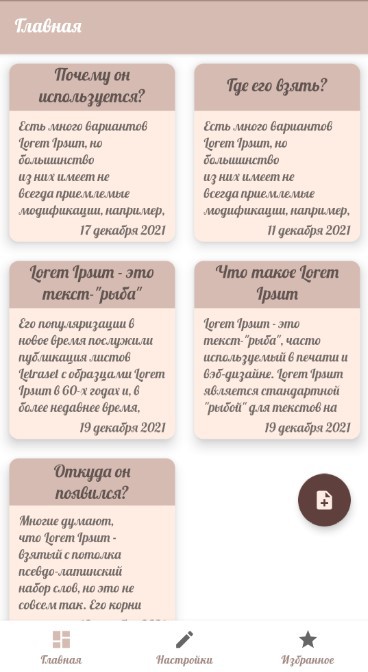 Главная
Почему он
используется?
Есть много вариантов
Lorem Ipsum, но
большинство
из них имеет не
всегда приемлемые
модификации, например,
17 декабря 2021
Где его взять?
Есть много вариантов
Lorem Ipsum, но
большинство
из них имеет не
всегда приемлемые
модификации, например,
11 декабря 2021
Lorem Ipsum - это
текст-"рыба"
Его популяризации в
новое время послужили
публикация листов
Letraset с образцами Lorem
Ipsum в 60-х годах и, в
более недавнее время,
19 декабря 2021
Что такое Lorem
Ipsum
Lorem Ipsum - это
текст-"рыба", часто
используемый в печати и
вэб-дизайне. Lorem Ipsum
является стандартной
"рыбой" для текстов на
19 декабря 2021
Откуда он
появился?
Многие думают,
что Lorem Ipsum -
взятый с потолка
псевдо-латинский
набор слов, но это не
совсем так. Его корни
Главная
Настройки
Избранное